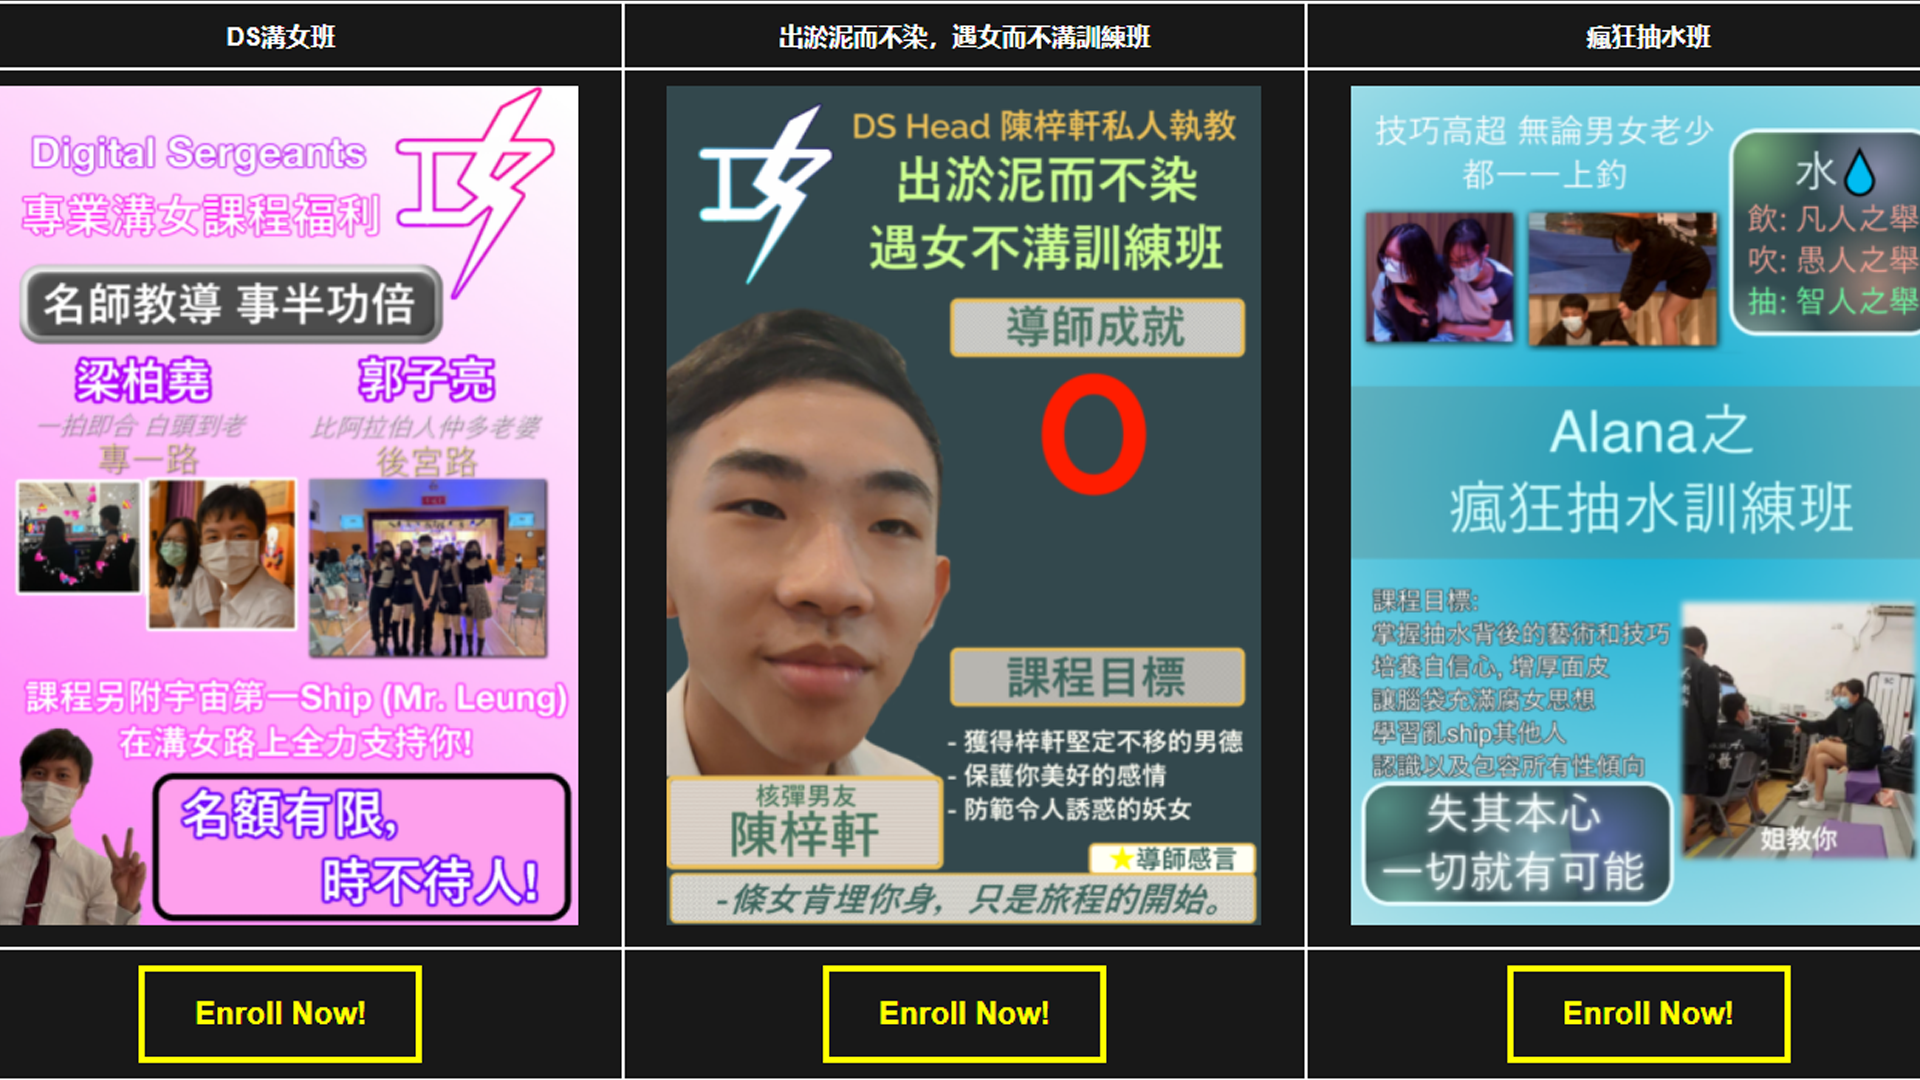 DS溝女班
出淤泥而不染，遇女而不溝訓練班
瘋狂抽水班
Digital Sergeants
專業溝女課程福利
名師教導 事半功倍
梁柏堯
一拍即合 白頭到老
專一路
郭子亮
比阿拉伯人仲多老婆
後宮路
課程另附宇宙第一Ship (Mr. Leung)
在溝女路上全力支持你!
名額有限,
時不待人!
DS
DS Head 陳梓軒私人執教
出淤泥而不染
遇女不溝訓練班
導師成就
0
課程目標
- 獲得梓軒堅定不移的男德
- 保護你美好的感情
- 防範令人誘惑的妖女
核彈男友
陳梓軒
導師感言
-條女肯埋你身，只是旅程的開始。
技巧高超 無論男女老少
都一一上釣
水
飲: 凡人之舉
吹: 愚人之舉
抽: 智人之舉
Alana之
瘋狂抽水訓練班
課程目標:
掌握抽水背後的藝術和技巧
培養自信心, 增厚面皮
讓腦袋充滿腐女思想
學習亂ship其他人
認識以及包容所有性傾向
姐教你
失其本心
一切就有可能
Enroll Now!
Enroll Now!
Enroll Now!